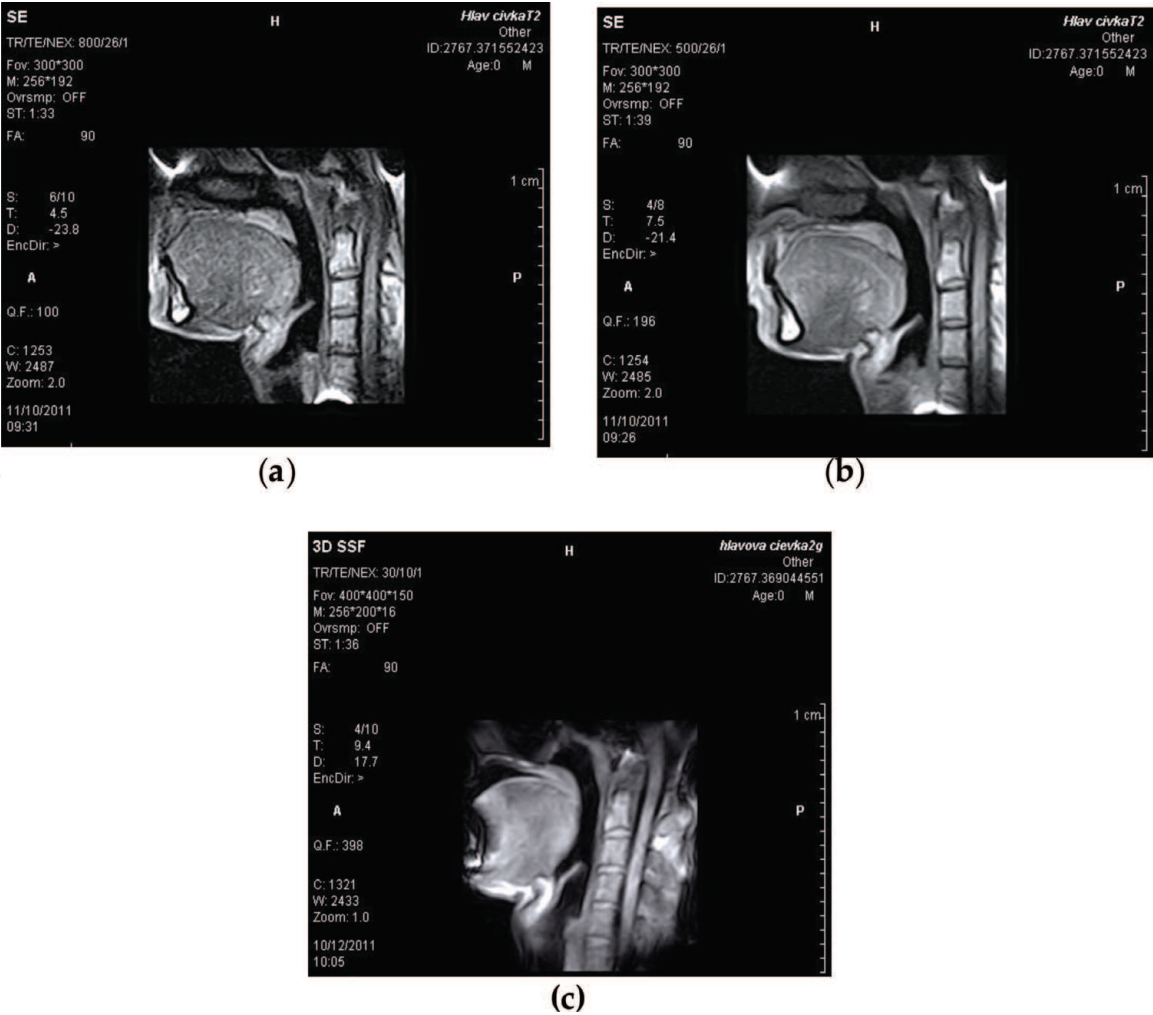 SE
H
Hlav civkaT2
Other
TR/TE/NEX: 800/26/1
ID:2767.371552423
Fov: 300*300
Age:0 M
M: 256*192
Ovrsmp: OFF
ST: 1:33
FA: 90
1 cm
S: 6/10
T: 4.5
D: -23.8
EncDir: >
A
P
Q.F.: 100
C: 1253
W: 2487
Zoom: 2.0
11/10/2011
09:31
(a)
SE
H
Hlav civkaT2
Other
TR/TE/NEX: 500/26/1
ID:2767.371552423
Fov: 300*300
Age:0 M
M: 256*192
Ovrsmp: OFF
ST: 1:39
FA: 90
1 cm
S: 4/8
T: 7.5
D: -21.4
EncDir: >
A
P
Q.F.: 196
C: 1254
W: 2485
Zoom: 2.0
11/10/2011
09:26
(b)
3D SSF
H
hlavova cievka2g
Other
TR/TE/NEX: 30/10/1
ID:2767.369044551
Fov: 400*400*150
Age:0 M
M: 256*200*16
Ovrsmp: OFF
ST: 1:36
FA: 90
1 cm
S: 4/10
T: 9.4
D: 17.7
EncDir: >
A
P
Q.F.: 398
C: 1321
W: 2433
Zoom: 1.0
10/12/2011
10:05
(c)